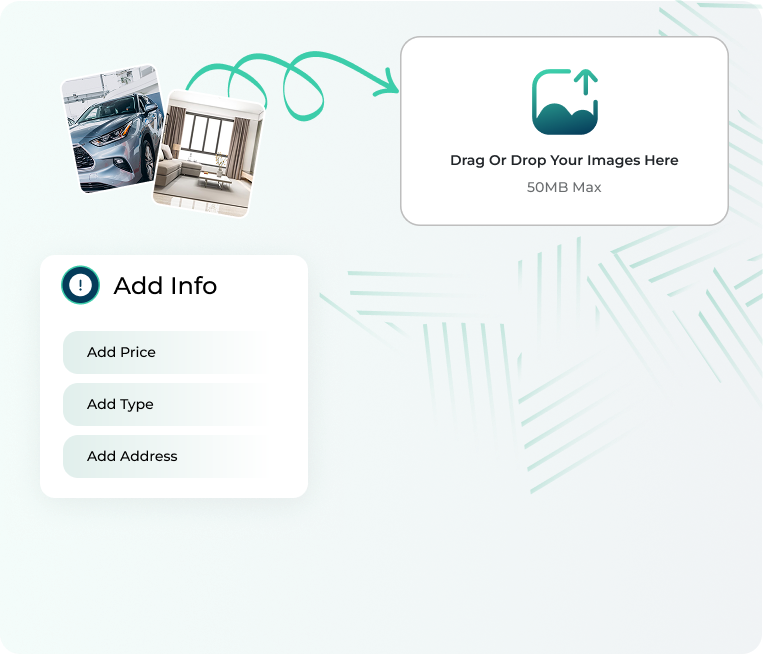 Drag Or Drop Your Images Here
50MB Max
Add Info
Add Price
Add Type
Add Address